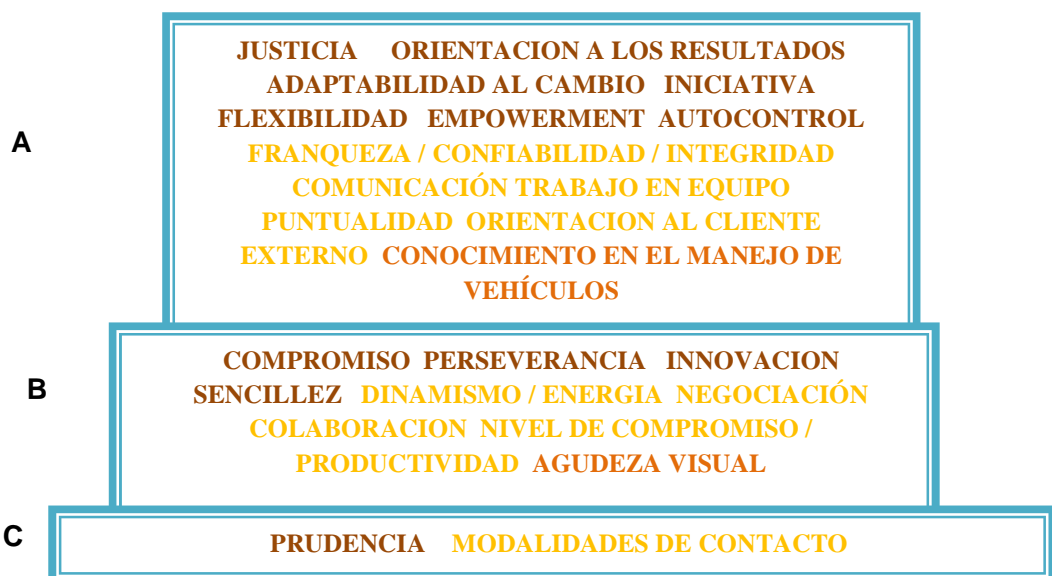 JUSTICIA ORIENTACION A LOS RESULTADOS
ADAPTABILIDAD AL CAMBIO INICIATIVA
FLEXIBILIDAD EMPOWERMENT AUTOCONTROL
A
FRANQUEZA / CONFIABILIDAD / INTEGRIDAD
COMUNICACIÓN TRABAJO EN EQUIPO
PUNTUALIDAD ORIENTACION AL CLIENTE
EXTERNO CONOCIMIENTO EN EL MANEJO DE
VEHÍCULOS
COMPROMISO PERSEVERANCIA INNOVACION
B
SENCILLEZ DINAMISMO / ENERGIA NEGOCIACIÓN
COLABORACION NIVEL DE COMPROMISO /
PRODUCTIVIDAD AGUDEZA VISUAL
C
PRUDENCIA MODALIDADES DE CONTACTO